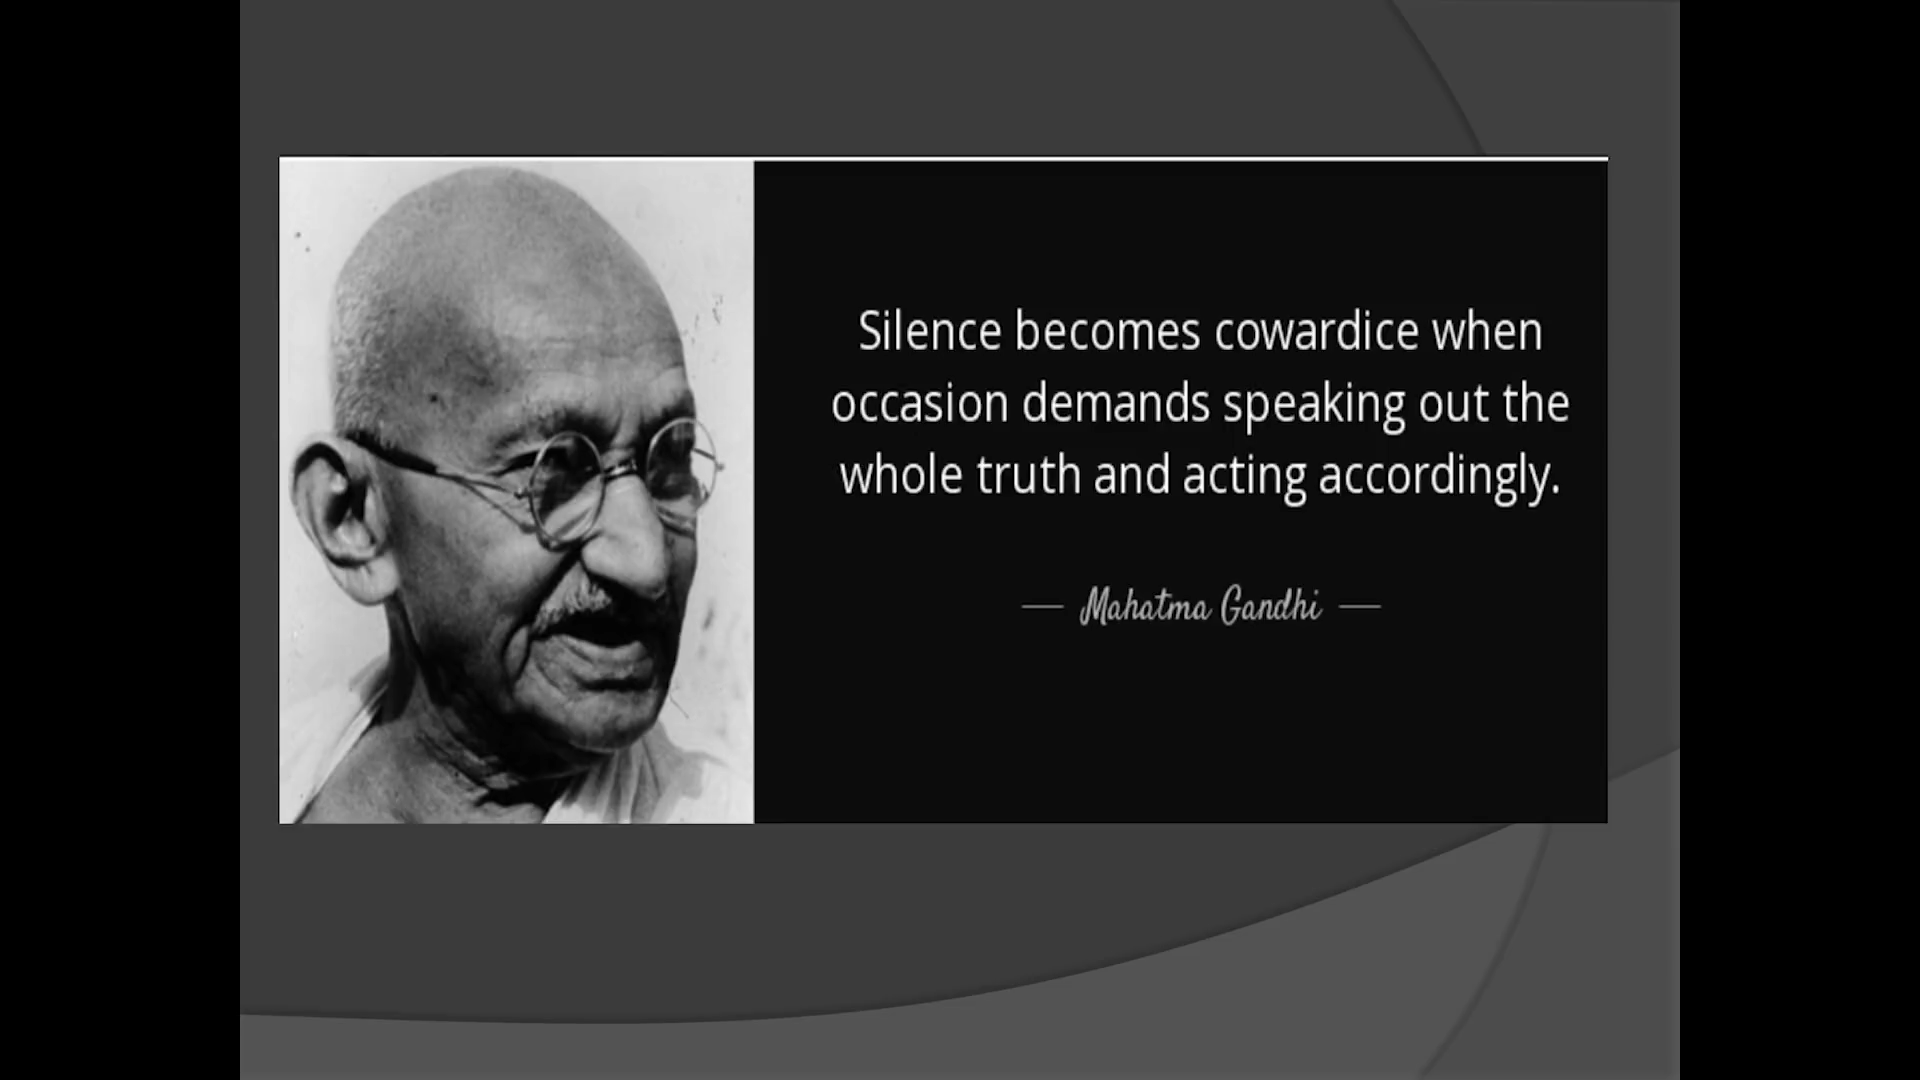 Silence becomes cowardice when
occasion demands speaking out the
whole truth and acting accordingly.
— Mahatma Gandhi —